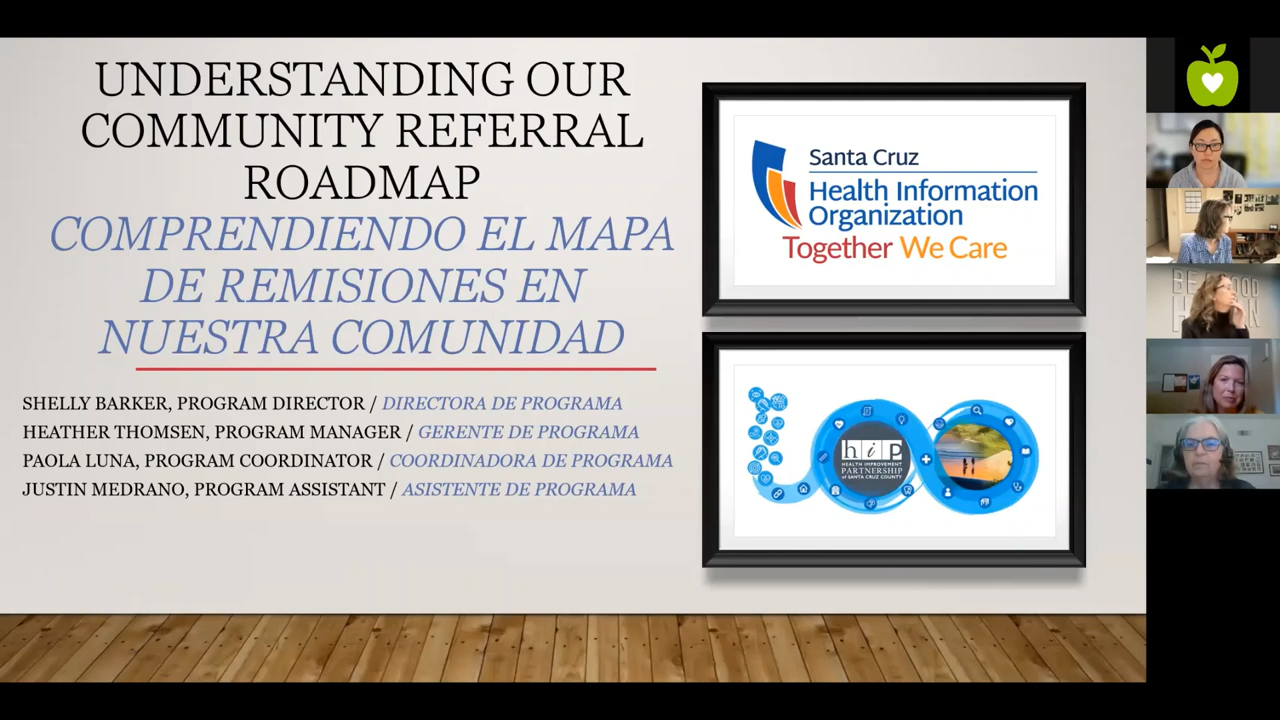 UNDERSTANDING OUR
COMMUNITY REFERRAL
ROADMAP
COMPRENDIENDO EL MAPA
DE REMISIONES EN
NUESTRA COMUNIDAD
SHELLY BARKER, PROGRAM DIRECTOR / DIRECTORA DE PROGRAMA
HEATHER THOMSEN, PROGRAM MANAGER / GERENTE DE PROGRAMA
PAOLA LUNA, PROGRAM COORDINATOR / COORDINADORA DE PROGRAMA
JUSTIN MEDRANO, PROGRAM ASSISTANT / ASISTENTE DE PROGRAMA
Santa Cruz
Health Information
Organization
Together We Care
hip
HEALTH IMPROVEMENT
PARTNERSHIP
of SANTA CRUZ COUNTY